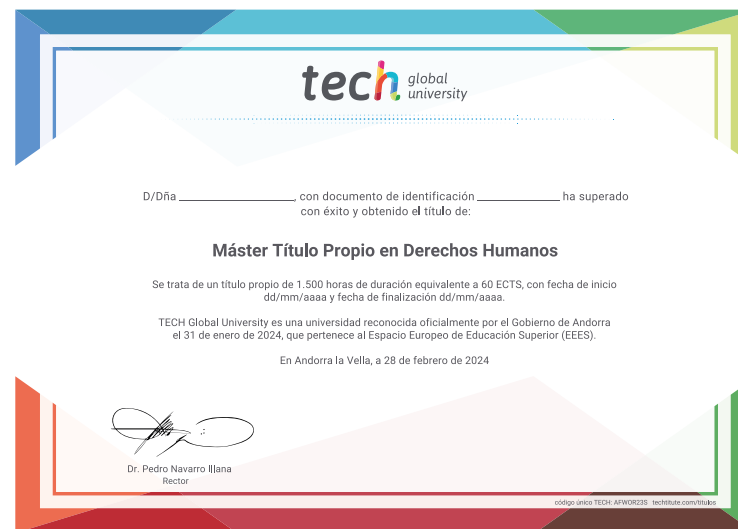 tech global university
D/Dña ____________________, con documento de identificación ______________ ha superado
con éxito y obtenido el título de:
Máster Título Propio en Derechos Humanos
Se trata de un título propio de 1.500 horas de duración equivalente a 60 ECTS, con fecha de inicio
dd/mm/aaaa y fecha de finalización dd/mm/aaaa.
TECH Global University es una universidad reconocida oficialmente por el Gobierno de Andorra
el 31 de enero de 2024, que pertenece al Espacio Europeo de Educación Superior (EEES).
En Andorra la Vella, a 28 de febrero de 2024
Dr. Pedro Navarro Illana
Rector
código único TECH: AFWOR23S techtitute.com/titulos